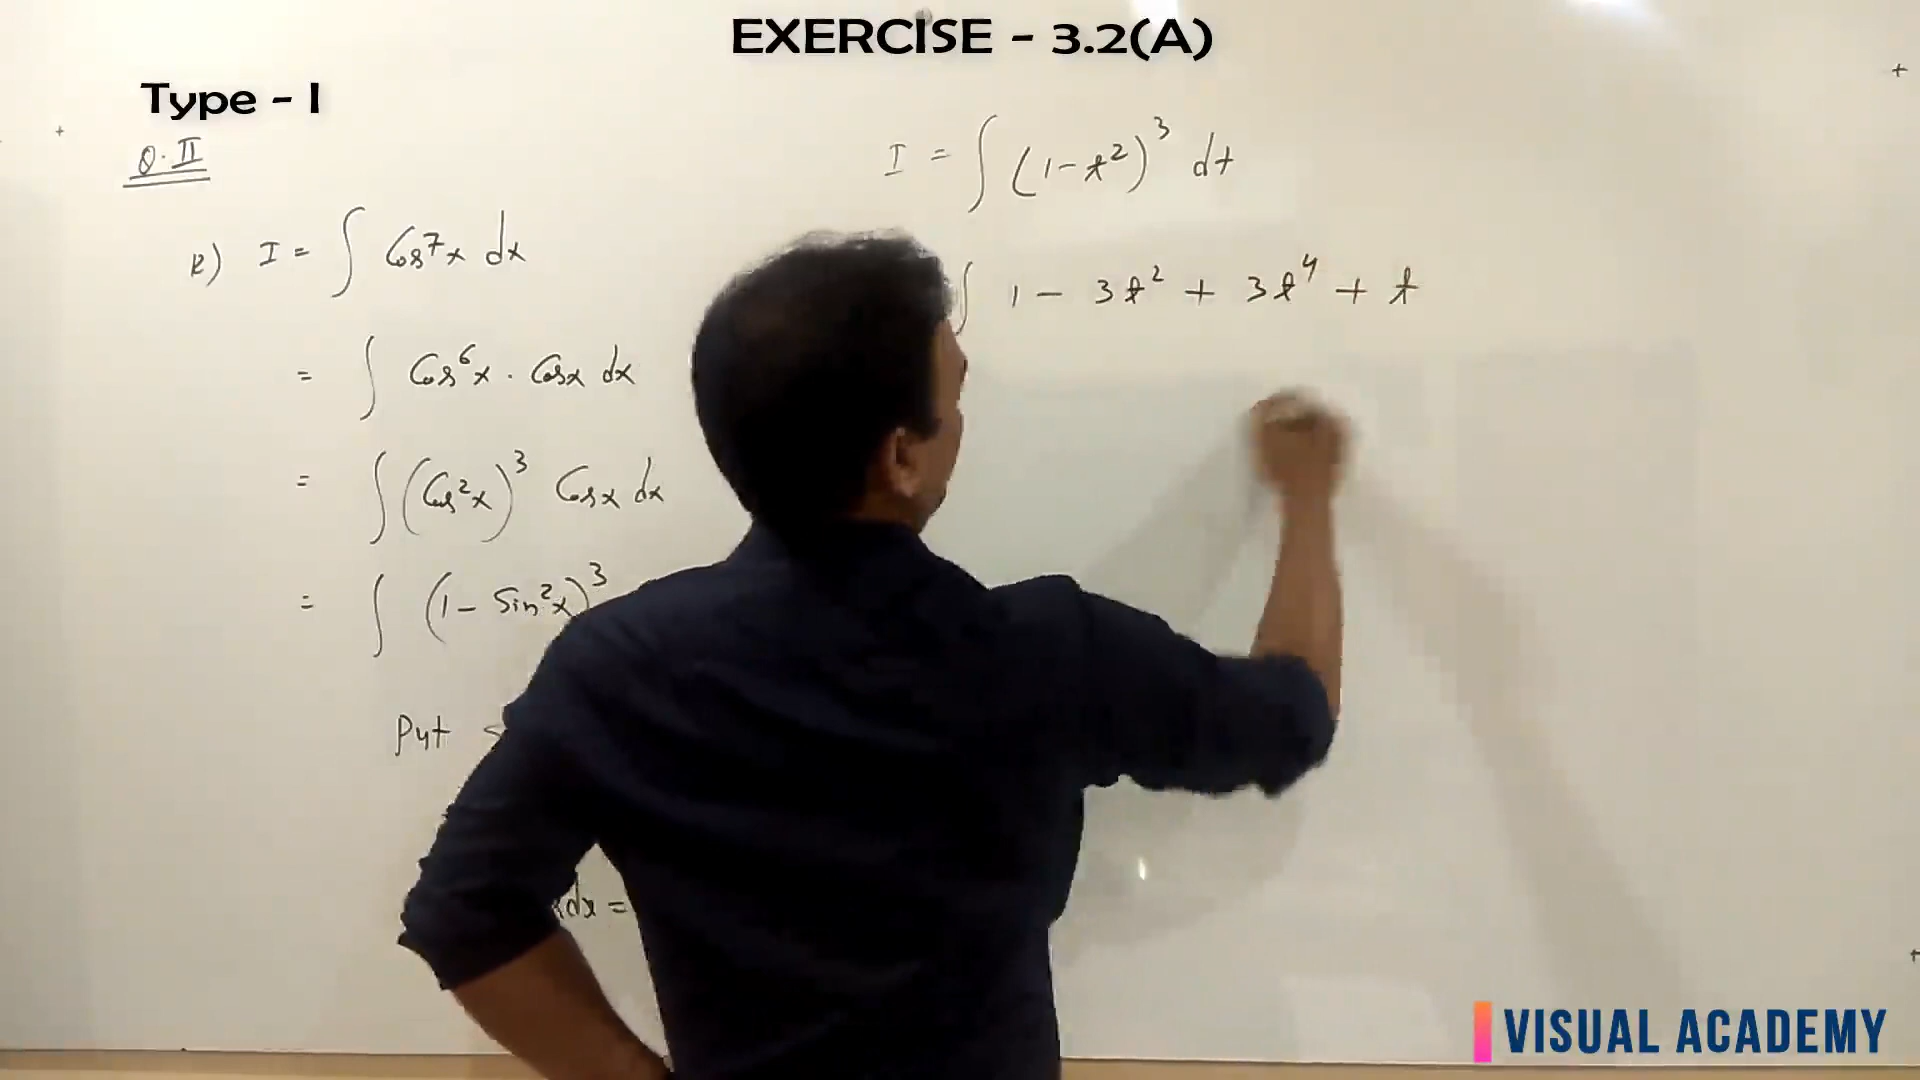 EXERCISE - 3.2(A)
Type - I
Q. II
k) I = ∫ Cos⁷x dx
= ∫ Cos⁶x . Cosx dx
= ∫ (Cos²x)³ Cosx dx
= ∫ (1 - Sin²x)³
Put
dx =
I = ∫ (1 - t²)³ dt
∫ 1 - 3t² + 3t⁴ + t
VISUAL ACADEMY